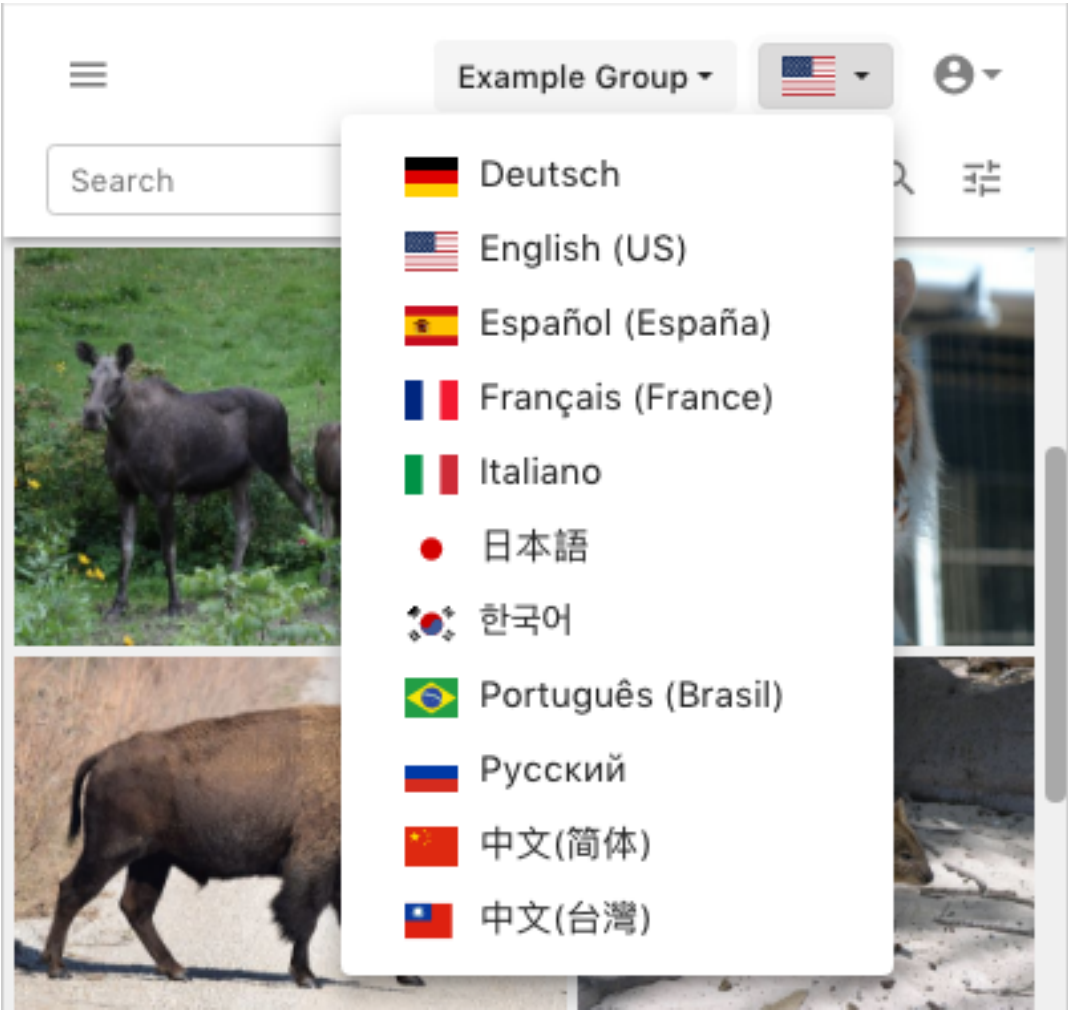 Example Group
Search
Deutsch
English (US)
Español (España)
Français (France)
Italiano
日本語
한국어
Português (Brasil)
Русский
中文(简体)
中文(台灣)